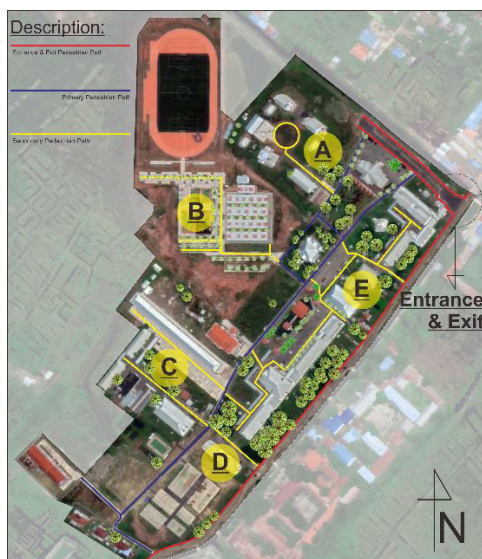 Description:
Entrance & Exit Pedestrian Path
Primary Pedestrian Path
Secondary Pedestrian Path
A
B
E
Entrance
& Exit
C
D
N